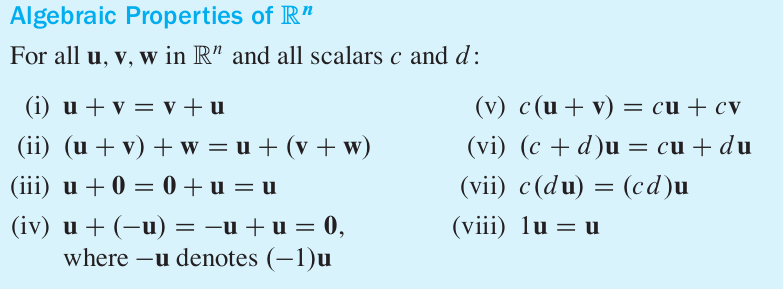 Algebraic Properties of ℝⁿ
For all u, v, w in ℝⁿ and all scalars c and d:
(i) u + v = v + u
(ii) (u + v) + w = u + (v + w)
(iii) u + 0 = 0 + u = u
(iv) u + (−u) = −u + u = 0,
where −u denotes (−1)u
(v) c(u + v) = cu + cv
(vi) (c + d)u = cu + du
(vii) c(du) = (cd)u
(viii) 1u = u